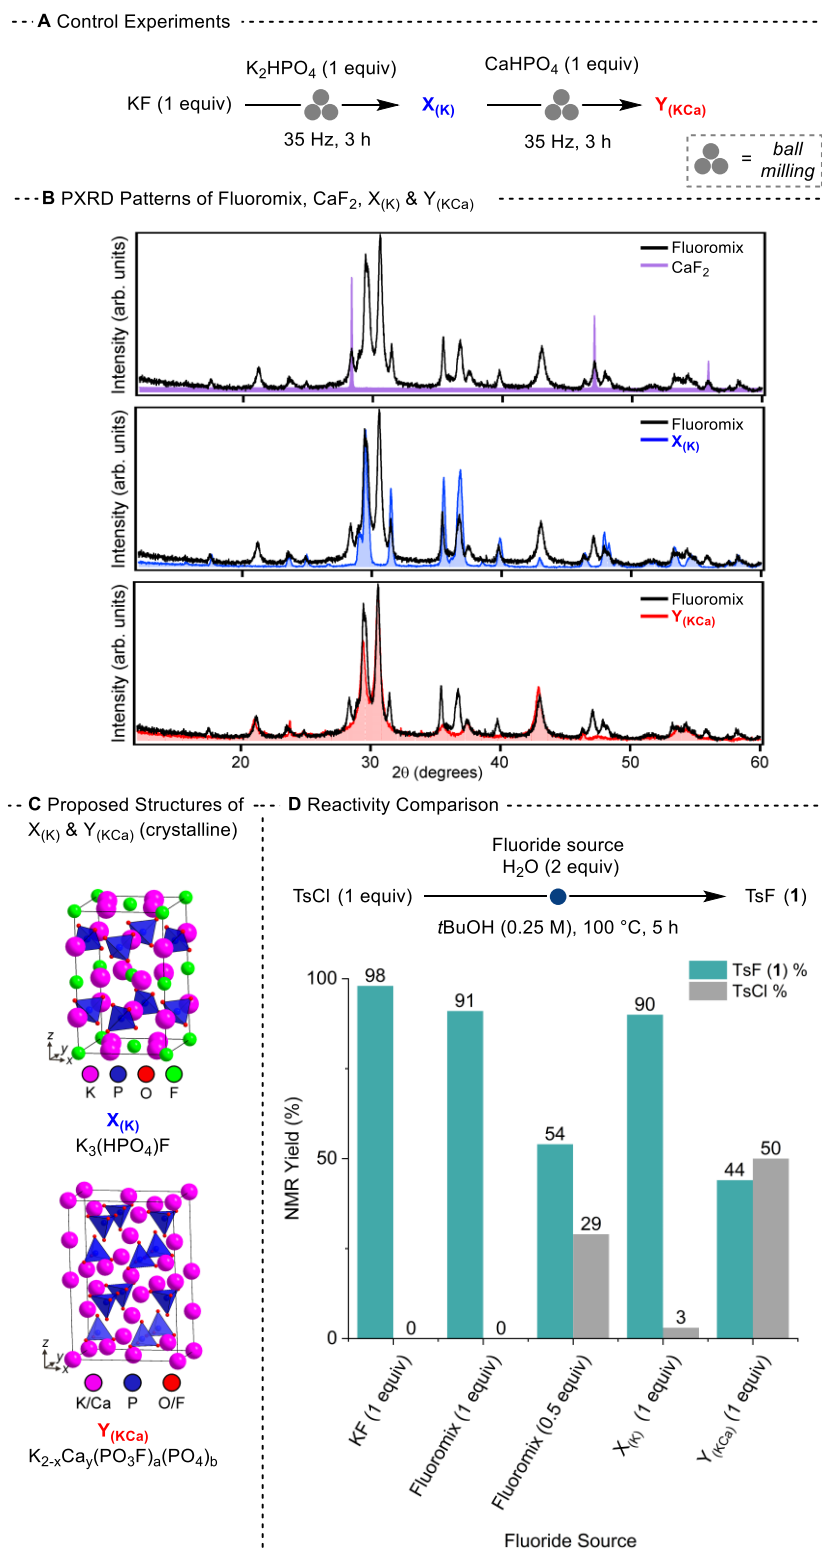 A Control Experiments
K2HPO4 (1 equiv)
CaHPO4 (1 equiv)
KF (1 equiv)
X(K)
Y(KCa)
35 Hz, 3 h
35 Hz, 3 h
= ball
milling
B PXRD Patterns of Fluoromix, CaF2, X(K) & Y(KCa)
Intensity (arb. units)
Fluoromix
CaF2
Intensity (arb. units)
Fluoromix
X(K)
Intensity (arb. units)
Fluoromix
Y(KCa)
20 30 40 50 60
2θ (degrees)
C Proposed Structures of
X(K) & Y(KCa) (crystalline)
z
y
x
K P O F
X(K)
K3(HPO4)F
z
y
x
K/Ca P O/F
Y(KCa)
K2-xCay(PO3F)a(PO4)b
D Reactivity Comparison
Fluoride source
H2O (2 equiv)
TsCl (1 equiv)
TsF (1)
tBuOH (0.25 M), 100 °C, 5 h
TsF (1) %
TsCl %
NMR Yield (%)
100
50
0
98
0
91
0
54
29
90
3
44
50
KF (1 equiv)
Fluoromix (1 equiv)
Fluoromix (0.5 equiv)
X(K) (1 equiv)
Y(KCa) (1 equiv)
Fluoride Source